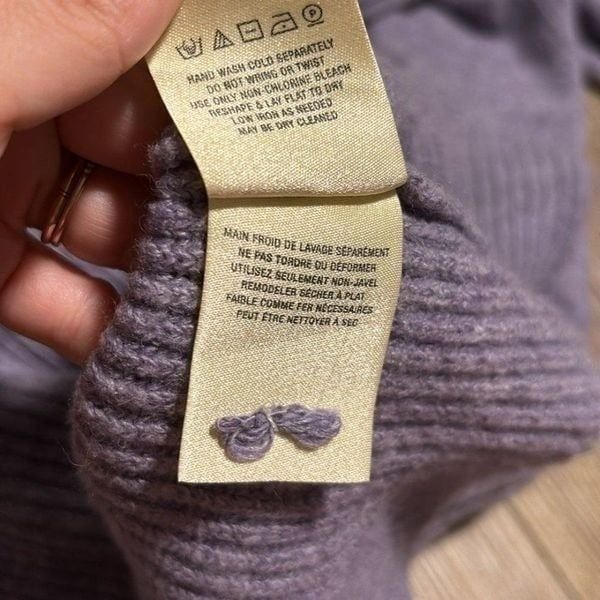 HAND WASH COLD SEPARATELY
DO NOT WRING OR TWIST
USE ONLY NON-CHLORINE BLEACH
RESHAPE & LAY FLAT TO DRY
LOW IRON AS NEEDED
MAY BE DRY CLEANED
MAIN FROID DE LAVAGE SÉPARÉMENT
NE PAS TORDRE OU DÉFORMER
UTILISEZ SEULEMENT NON-JAVEL
REMODELER SÉCHER À PLAT
FAIBLE COMME FER NÉCESSAIRES
PEUT ÊTRE NETTOYER À SEC